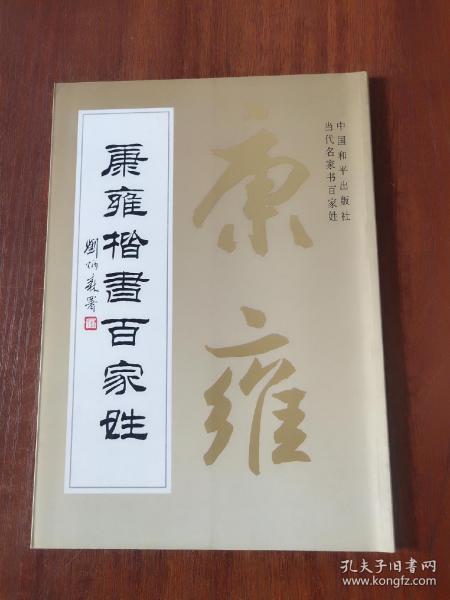 中国和平出版社
当代名家书百家姓
康雍
康雍楷书百家姓
劉炳森署
孔夫子旧书网
www.kongfz.com